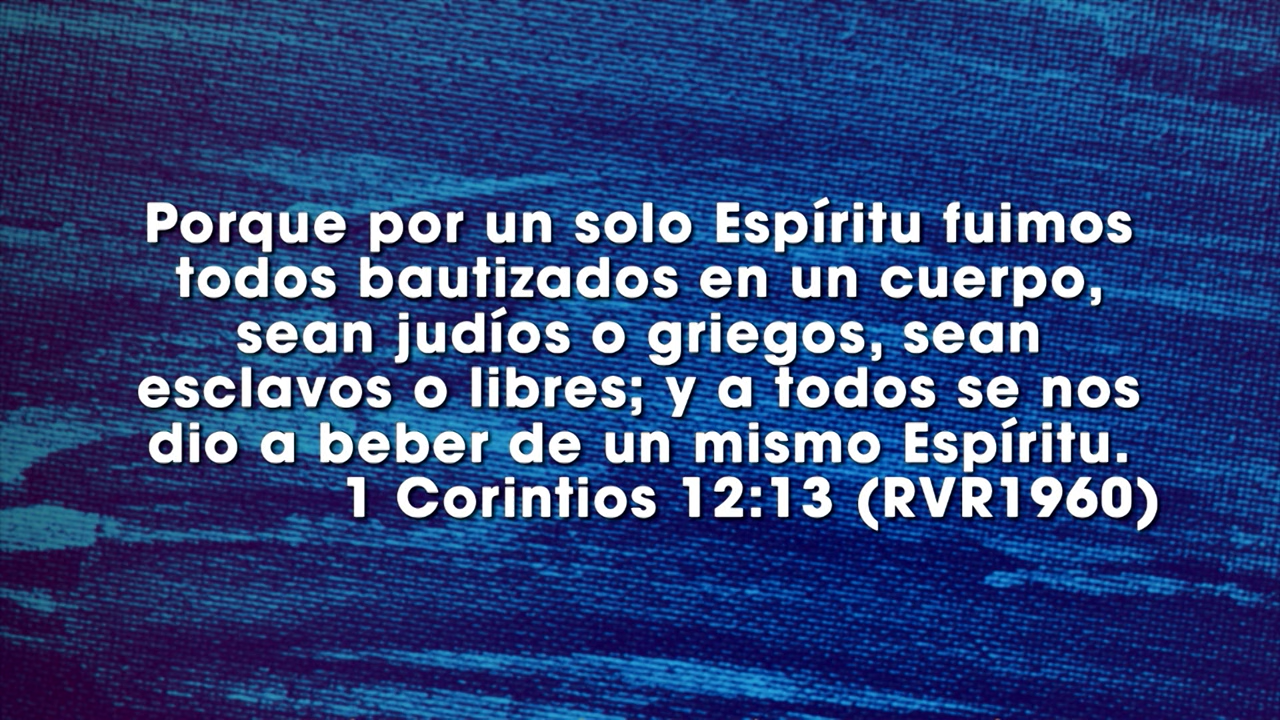 Porque por un solo Espíritu fuimos
todos bautizados en un cuerpo,
sean judíos o griegos, sean
esclavos o libres; y a todos se nos
dio a beber de un mismo Espíritu.
1 Corintios 12:13 (RVR1960)